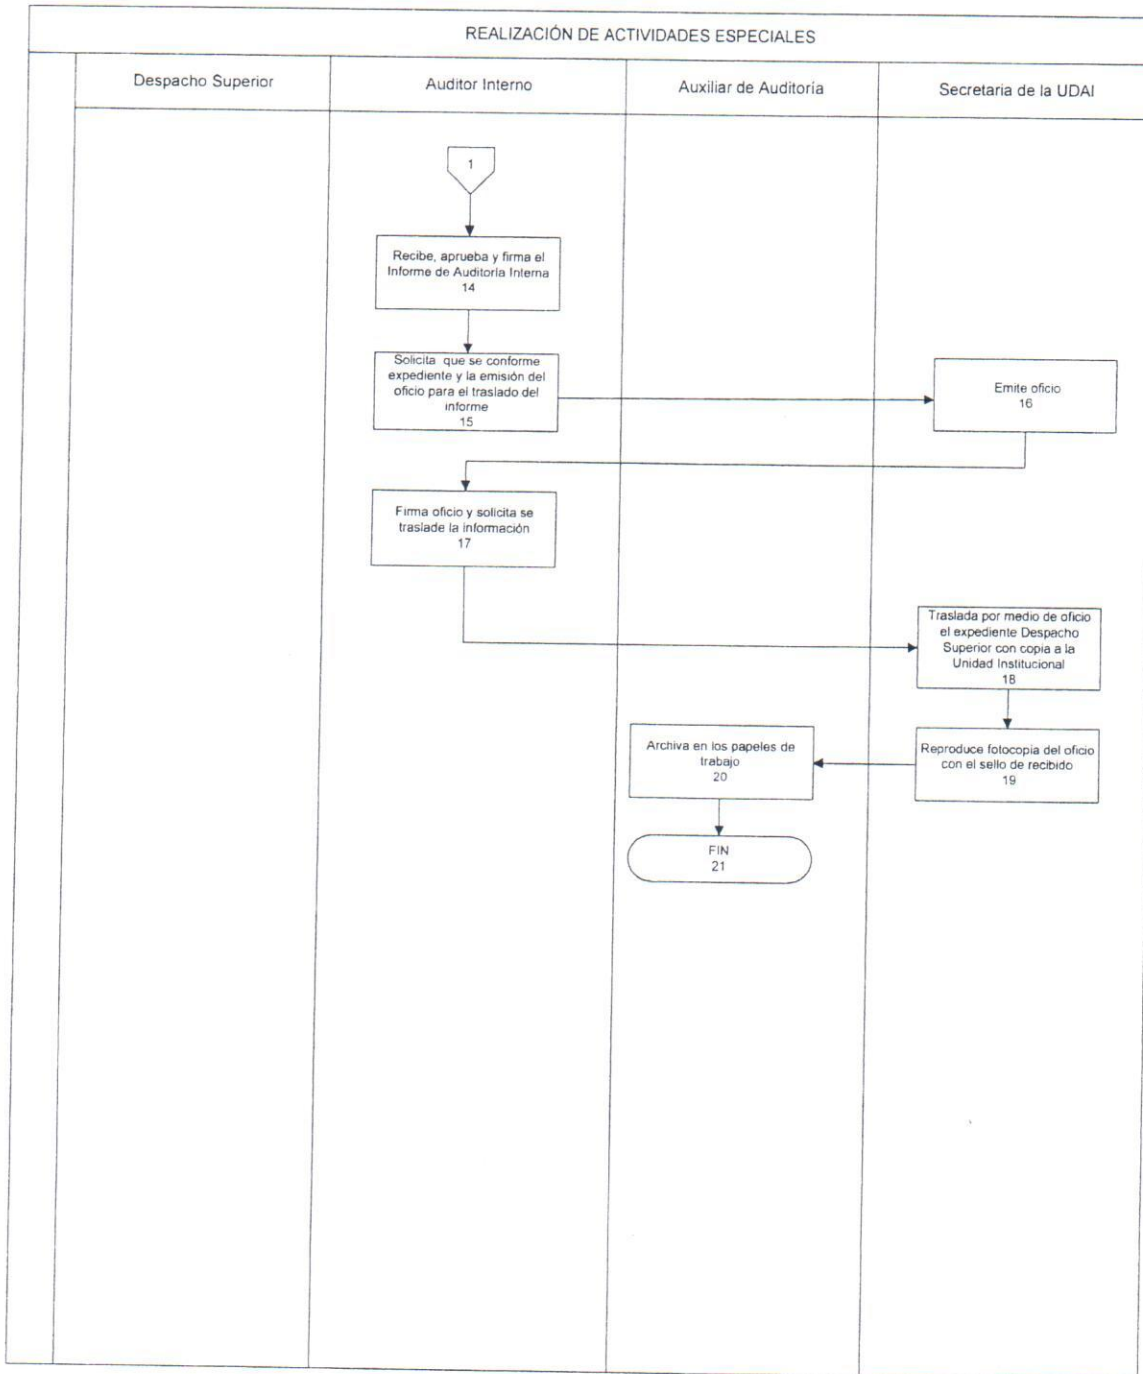 REALIZACIÓN DE ACTIVIDADES ESPECIALES
Despacho Superior
Auditor Interno
Auxiliar de Auditoría
Secretaria de la UDAI
1
Recibe, aprueba y firma el
Informe de Auditoría Interna
14
Solicita que se conforme
expediente y la emisión del
oficio para el traslado del
informe
15
Emite oficio
16
Firma oficio y solicita se
traslade la información
17
Traslada por medio de oficio
el expediente Despacho
Superior con copia a la
Unidad Institucional
18
Reproduce fotocopia del oficio
con el sello de recibido
19
Archiva en los papeles de
trabajo
20
FIN
21